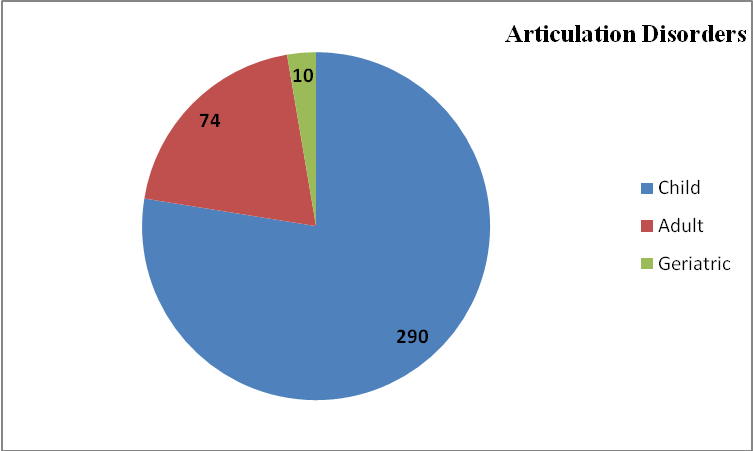 Articulation Disorders
10
74
290
Child
Adult
Geriatric